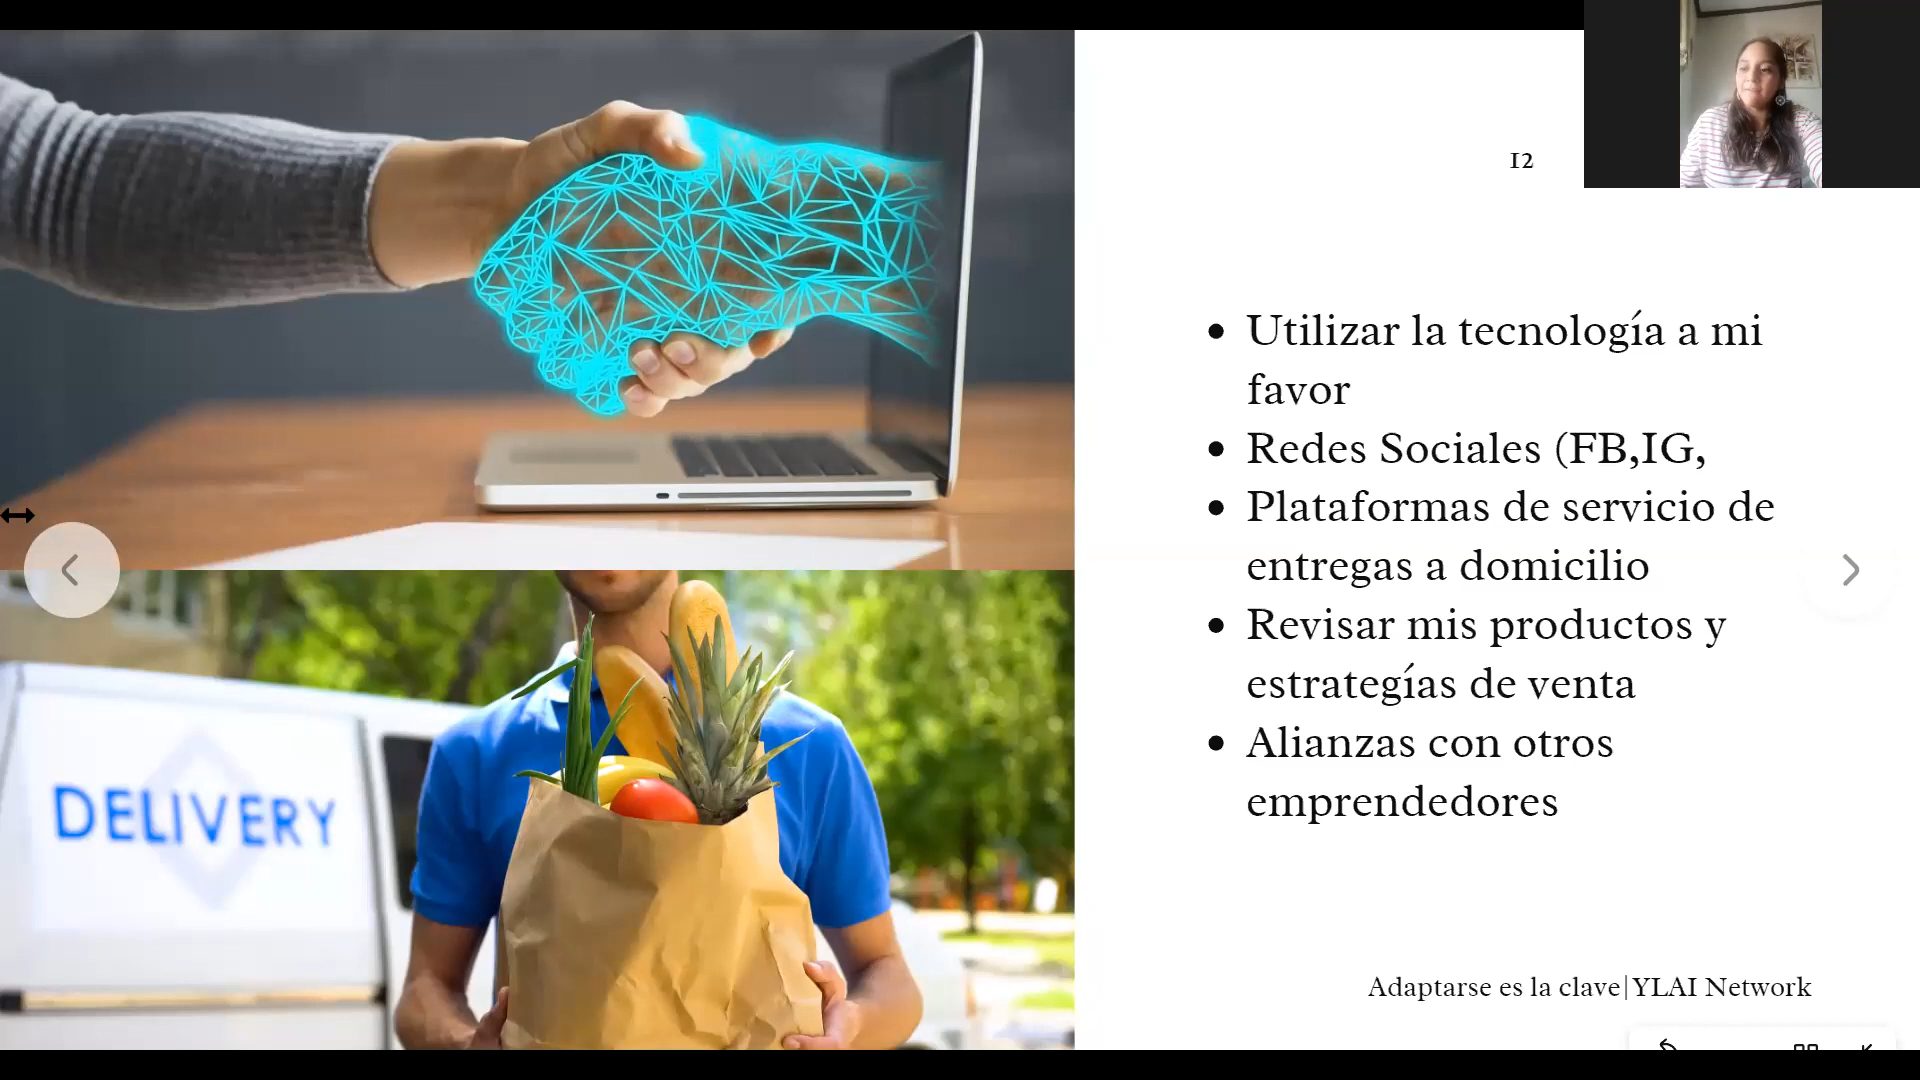 12
• Utilizar la tecnología a mi
favor
• Redes Sociales (FB,IG,
• Plataformas de servicio de
entregas a domicilio
• Revisar mis productos y
estrategías de venta
• Alianzas con otros
emprendedores
DELIVERY
Adaptarse es la clave|YLAI Network